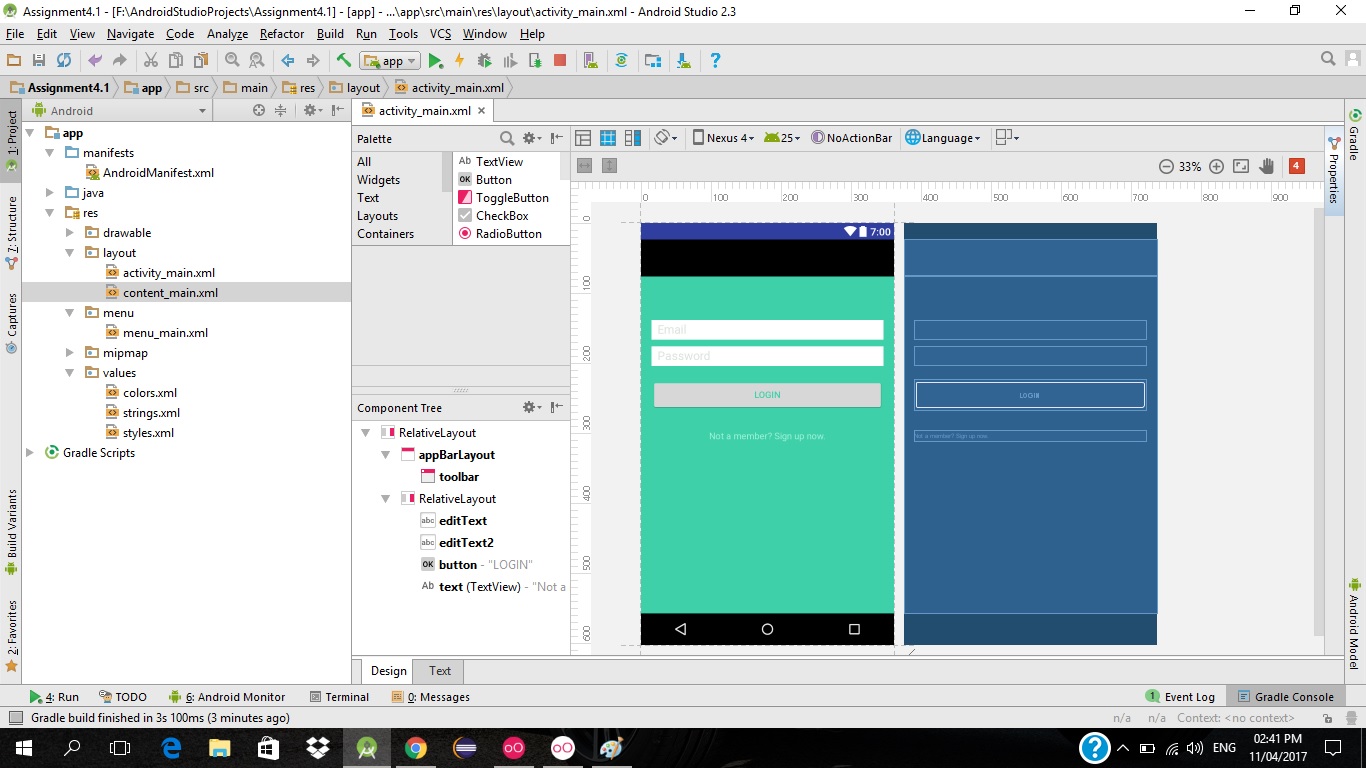 Assignment4.1 - [F:\AndroidStudioProjects\Assignment4.1] - [app] - ...\app\src\main\res\layout\activity_main.xml - Android Studio 2.3
File Edit View Navigate Code Analyze Refactor Build Run Tools VCS Window Help
app
Assignment4.1 app src main res layout activity_main.xml
1: Project
7: Structure
Captures
Build Variants
2: Favorites
Android
app
manifests
AndroidManifest.xml
java
res
drawable
layout
activity_main.xml
content_main.xml
menu
menu_main.xml
mipmap
values
colors.xml
strings.xml
styles.xml
Gradle Scripts
activity_main.xml
Palette
All
Widgets
Text
Layouts
Containers
Ab TextView
OK Button
ToggleButton
CheckBox
RadioButton
Component Tree
RelativeLayout
appBarLayout
toolbar
RelativeLayout
abc editText
abc editText2
OK button - "LOGIN"
Ab text (TextView) - "Not a
Nexus 4 25 NoActionBar Language
33% 4
0 100 200 300 400 500 600 700 800 900
0
100
200
300
400
500
600
7:00
Email
Password
LOGIN
Not a member? Sign up now.
LOGIN
Not a member? Sign up now.
Properties
Gradle
Android Model
Design Text
4: Run TODO 6: Android Monitor Terminal 0: Messages 1 Event Log Gradle Console
Gradle build finished in 3s 100ms (3 minutes ago) n/a n/a Context: <no context>
ENG 02:41 PM
11/04/2017